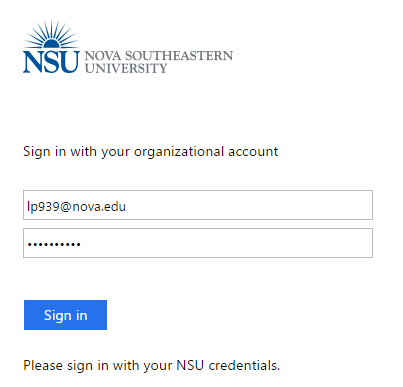 NSU NOVA SOUTHEASTERN
UNIVERSITY
Sign in with your organizational account
lp939@nova.edu
••••••••••
Sign in
Please sign in with your NSU credentials.